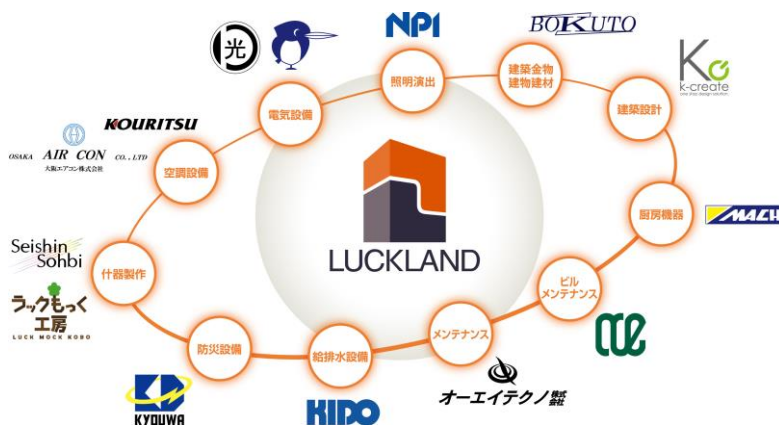 NPI
BOKUTO
K
k-create
one stop design solution
光
照明演出
建築金物
建物建材
電気設備
建築設計
KOURITSU
OSAKA AIR CON CO., LTD
大阪エアコン株式会社
空調設備
厨房機器
MACH
LUCKLAND
Seishin
Sohbi
什器製作
ビル
メンテナンス
ラックもっく
工房
LUCK MOCK KOBO
防災設備
給排水設備
メンテナンス
オーエイテクノ株式会社
KYOUWA
KIDO